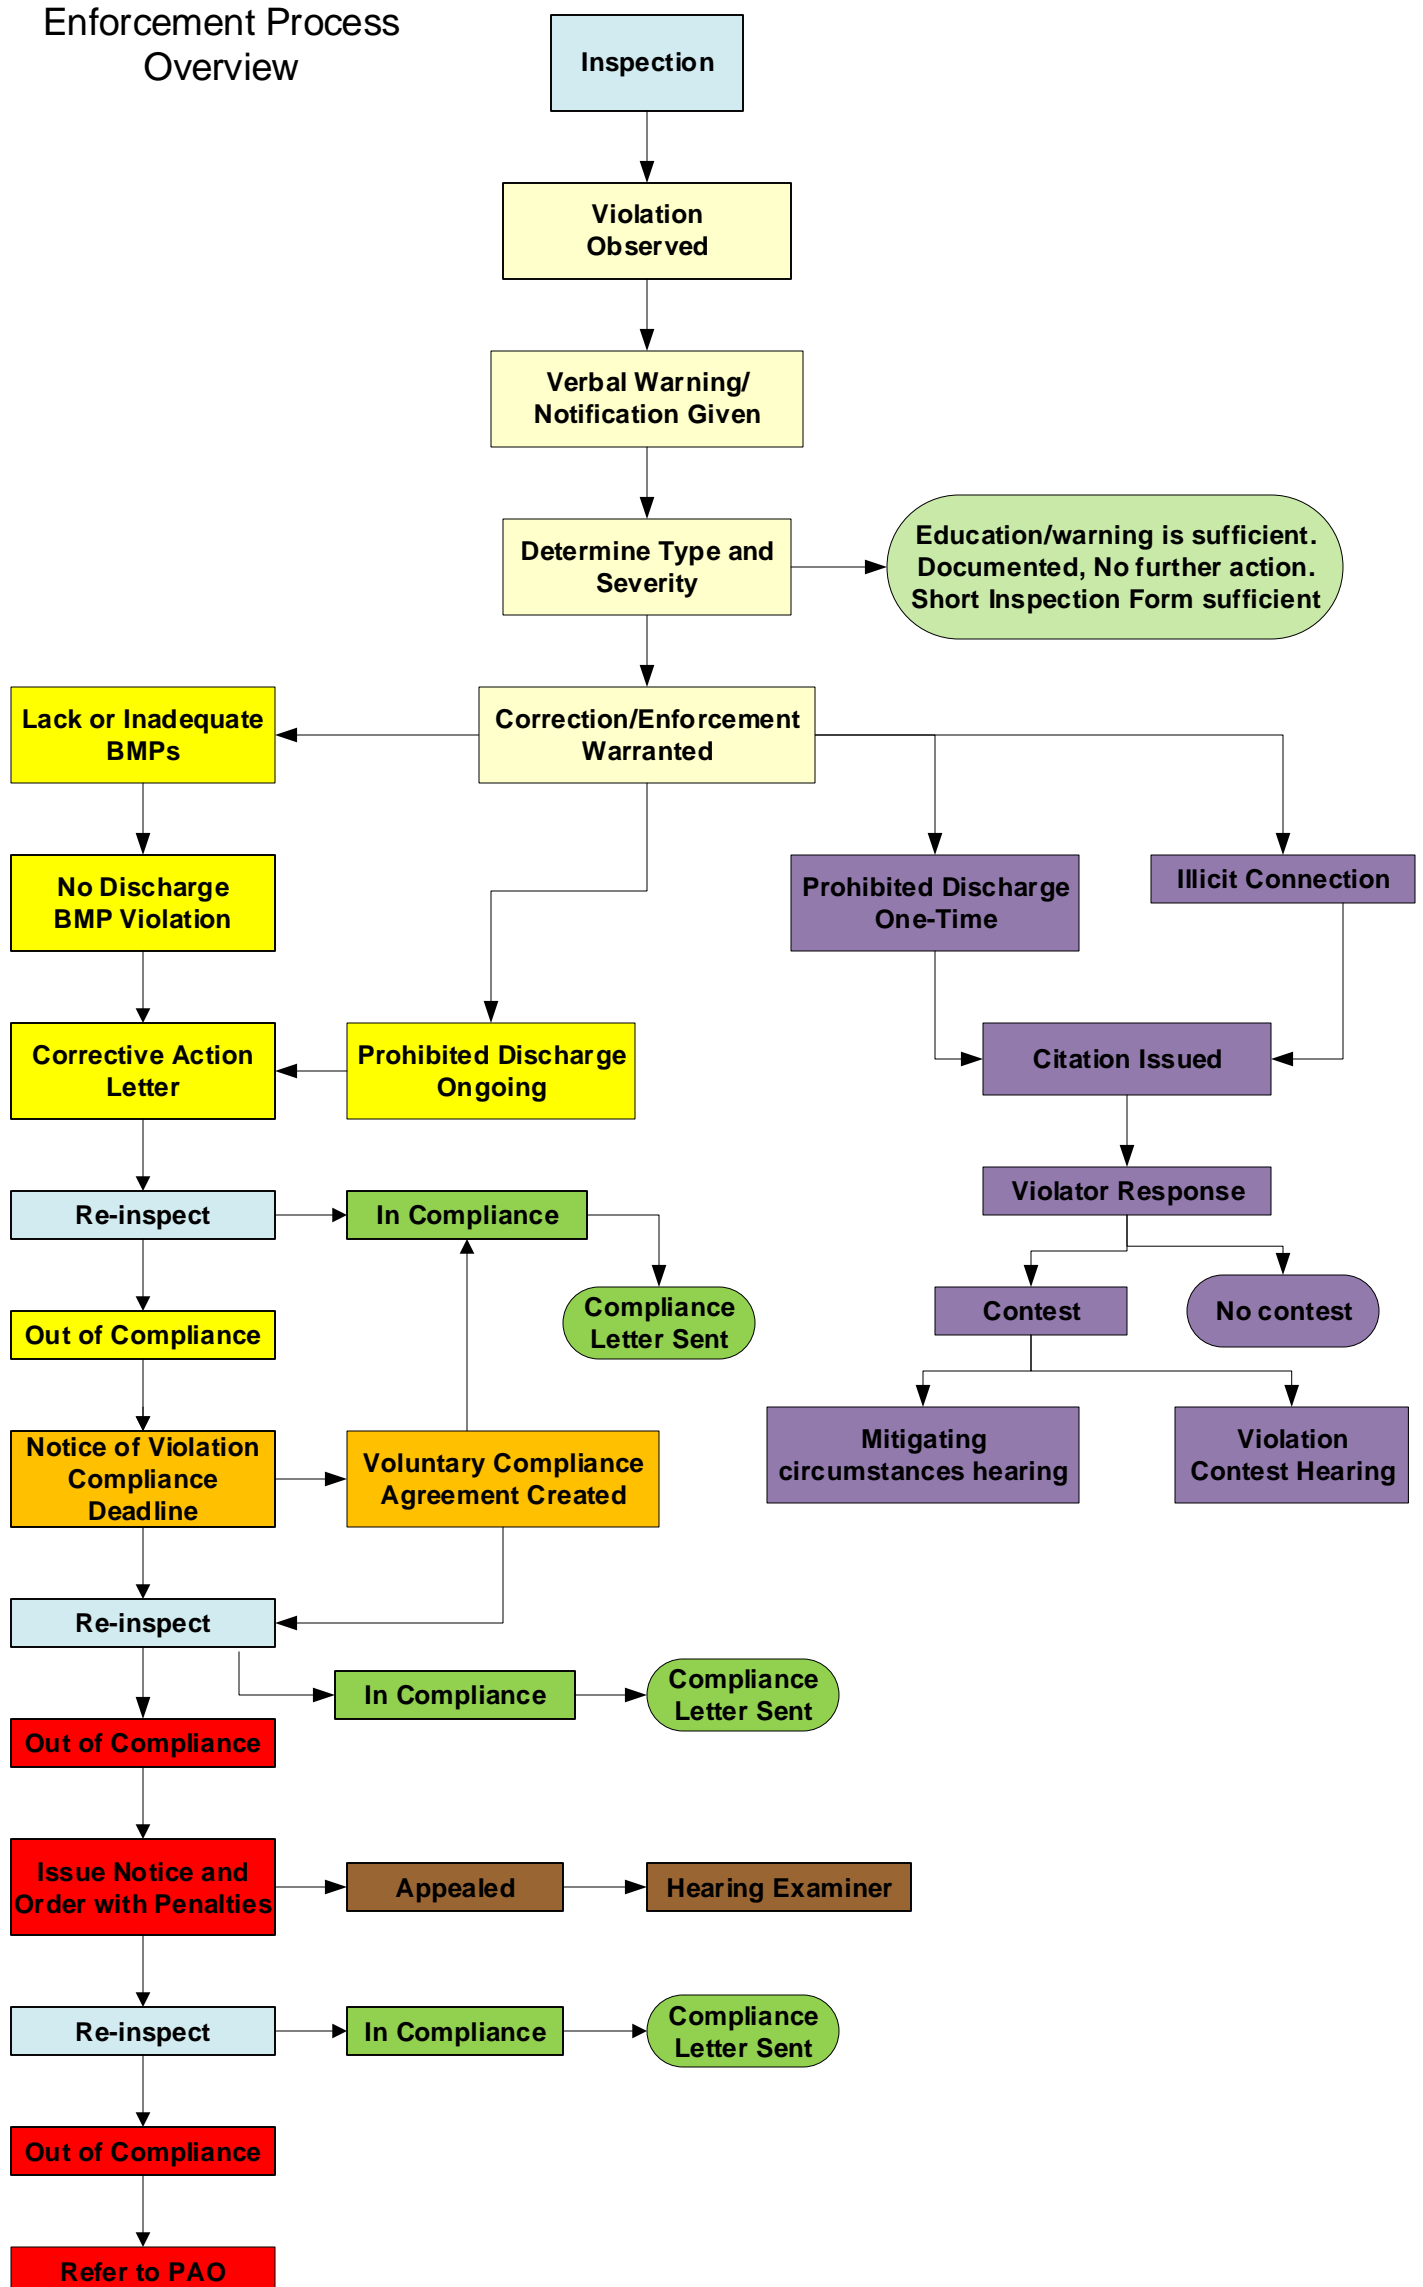 Enforcement Process
Overview
Inspection
Violation
Observed
Verbal Warning/
Notification Given
Determine Type and
Severity
Education/warning is sufficient.
Documented, No further action.
Short Inspection Form sufficient
Lack or Inadequate
BMPs
Correction/Enforcement
Warranted
No Discharge
BMP Violation
Prohibited Discharge
One-Time
Illicit Connection
Corrective Action
Letter
Prohibited Discharge
Ongoing
Citation Issued
Re-inspect
In Compliance
Violator Response
Compliance
Letter Sent
Contest
No contest
Out of Compliance
Notice of Violation
Compliance
Deadline
Voluntary Compliance
Agreement Created
Mitigating
circumstances hearing
Violation
Contest Hearing
Re-inspect
In Compliance
Compliance
Letter Sent
Out of Compliance
Issue Notice and
Order with Penalties
Appealed
Hearing Examiner
Re-inspect
In Compliance
Compliance
Letter Sent
Out of Compliance
Refer to PAO